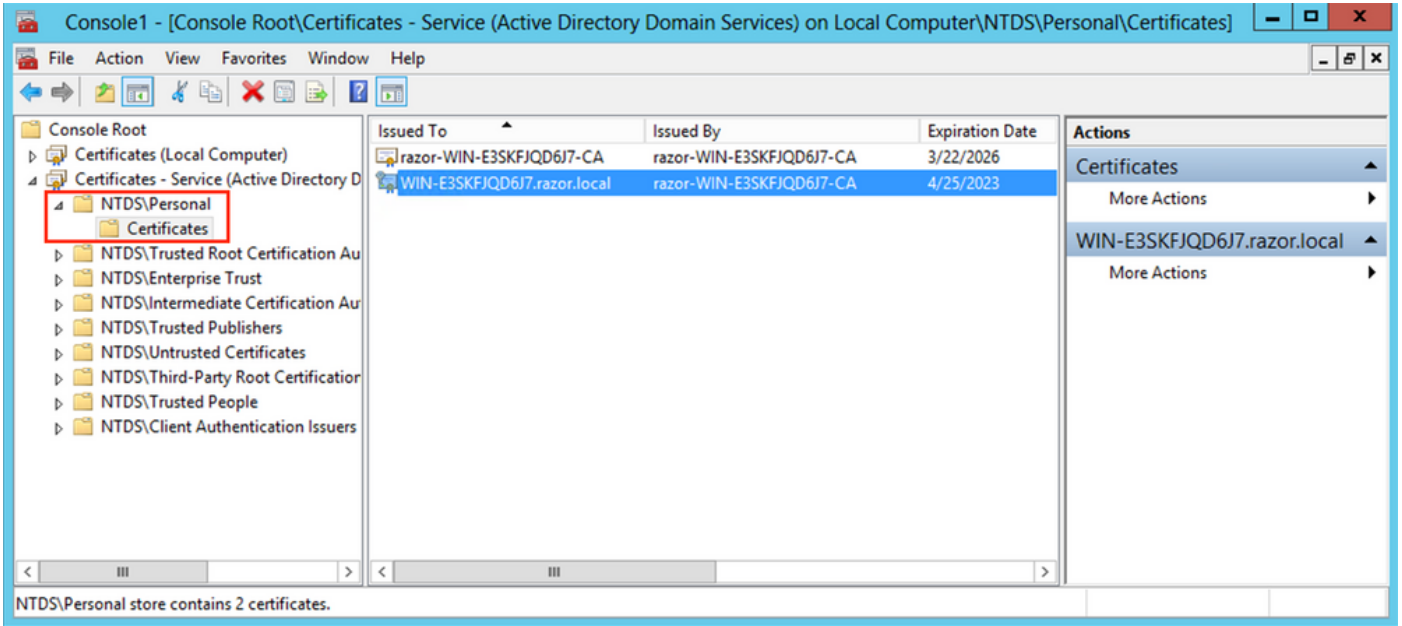 Console1 - [Console Root\Certificates - Service (Active Directory Domain Services) on Local Computer\NTDS\Personal\Certificates]
File Action View Favorites Window Help
Console Root
Certificates (Local Computer)
Certificates - Service (Active Directory D
NTDS\Personal
Certificates
NTDS\Trusted Root Certification Au
NTDS\Enterprise Trust
NTDS\Intermediate Certification Au
NTDS\Trusted Publishers
NTDS\Untrusted Certificates
NTDS\Third-Party Root Certification
NTDS\Trusted People
NTDS\Client Authentication Issuers
Issued To Issued By Expiration Date
razor-WIN-E3SKFJQD6J7-CA razor-WIN-E3SKFJQD6J7-CA 3/22/2026
WIN-E3SKFJQD6J7.razor.local razor-WIN-E3SKFJQD6J7-CA 4/25/2023
Actions
Certificates
More Actions
WIN-E3SKFJQD6J7.razor.local
More Actions
NTDS\Personal store contains 2 certificates.